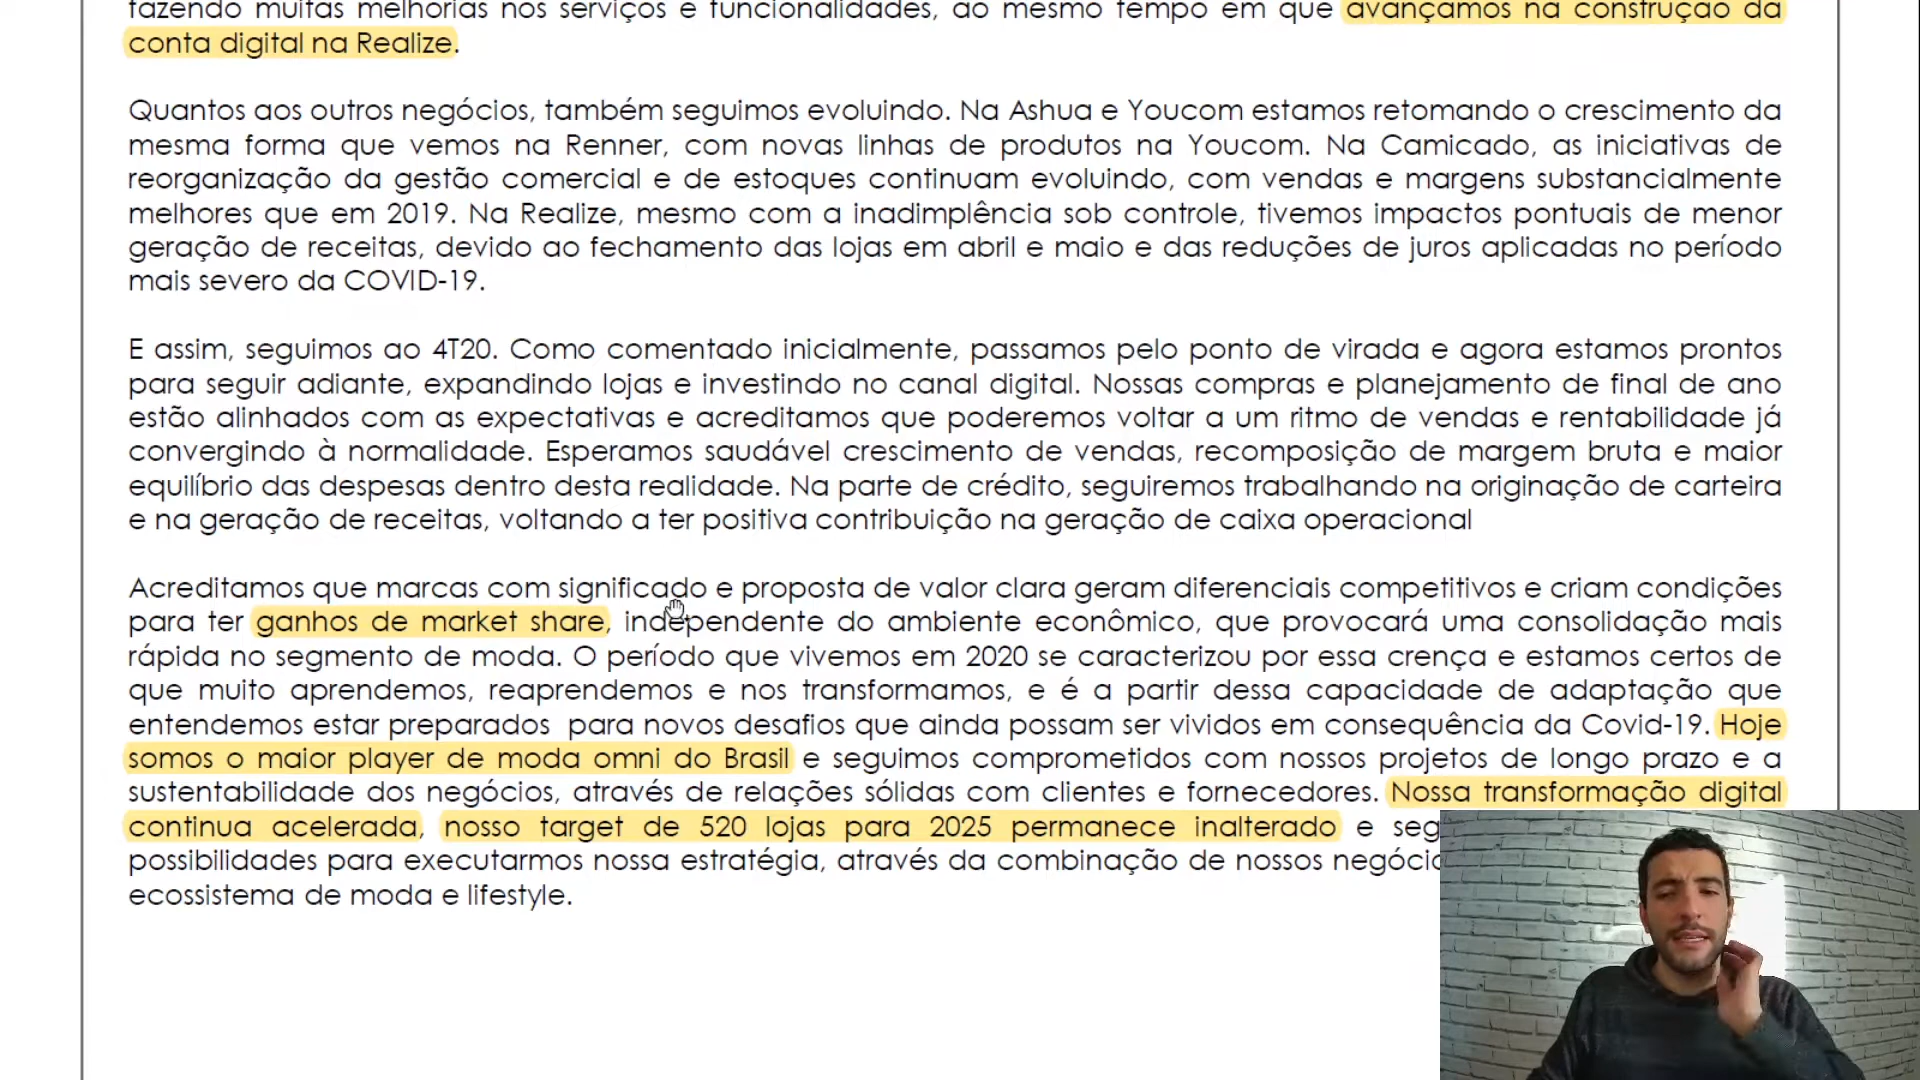 fazendo muitas melhorias nos serviços e funcionalidades, ao mesmo tempo em que avançamos na construção da
conta digital na Realize.
Quantos aos outros negócios, também seguimos evoluindo. Na Ashua e Youcom estamos retomando o crescimento da
mesma forma que vemos na Renner, com novas linhas de produtos na Youcom. Na Camicado, as iniciativas de
reorganização da gestão comercial e de estoques continuam evoluindo, com vendas e margens substancialmente
melhores que em 2019. Na Realize, mesmo com a inadimplência sob controle, tivemos impactos pontuais de menor
geração de receitas, devido ao fechamento das lojas em abril e maio e das reduções de juros aplicadas no período
mais severo da COVID-19.
E assim, seguimos ao 4T20. Como comentado inicialmente, passamos pelo ponto de virada e agora estamos prontos
para seguir adiante, expandindo lojas e investindo no canal digital. Nossas compras e planejamento de final de ano
estão alinhados com as expectativas e acreditamos que poderemos voltar a um ritmo de vendas e rentabilidade já
convergindo à normalidade. Esperamos saudável crescimento de vendas, recomposição de margem bruta e maior
equilíbrio das despesas dentro desta realidade. Na parte de crédito, seguiremos trabalhando na originação de carteira
e na geração de receitas, voltando a ter positiva contribuição na geração de caixa operacional
Acreditamos que marcas com significado e proposta de valor clara geram diferenciais competitivos e criam condições
para ter ganhos de market share, independente do ambiente econômico, que provocará uma consolidação mais
rápida no segmento de moda. O período que vivemos em 2020 se caracterizou por essa crença e estamos certos de
que muito aprendemos, reaprendemos e nos transformamos, e é a partir dessa capacidade de adaptação que
entendemos estar preparados para novos desafios que ainda possam ser vividos em consequência da Covid-19. Hoje
somos o maior player de moda omni do Brasil e seguimos comprometidos com nossos projetos de longo prazo e a
sustentabilidade dos negócios, através de relações sólidas com clientes e fornecedores. Nossa transformação digital
continua acelerada, nosso target de 520 lojas para 2025 permanece inalterado e seg
possibilidades para executarmos nossa estratégia, através da combinação de nossos negóci
ecossistema de moda e lifestyle.